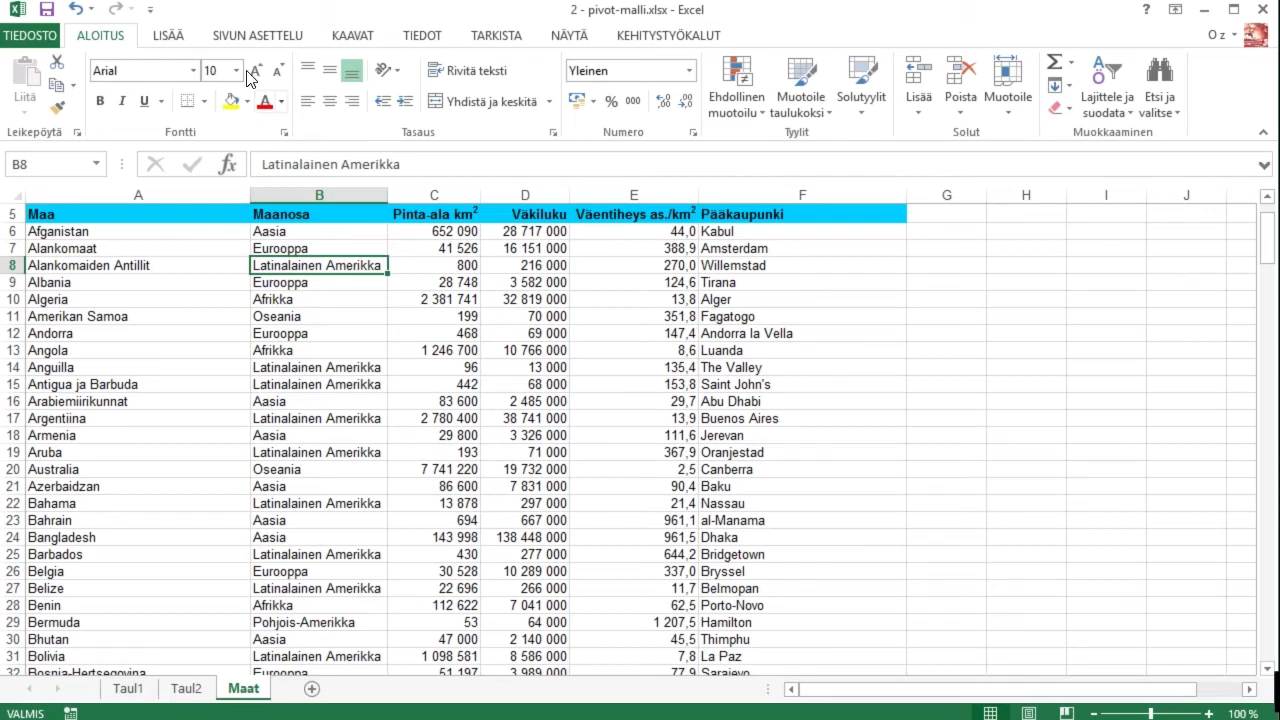 2 - pivot-malli.xlsx - Excel
TIEDOSTO ALOITUS LISÄÄ SIVUN ASETTELU KAAVAT TIEDOT TARKISTA NÄYTÄ KEHITYSTYÖKALUT O z
Liitä
Arial 10
B I U A
Rivitä teksti
Yhdistä ja keskitä
Yleinen
% 000
Ehdollinen muotoilu
Muotoile taulukoksi
Solutyylit
Lisää
Poista
Muotoile
Lajittele ja suodata
Etsi ja valitse
Leikepöytä Fontti Tasaus Numero Tyylit Solut Muokkaaminen
B8 fx Latinalainen Amerikka
A B C D E F G H I J
5 Maa Maanosa Pinta-ala km² Väkiluku Väentiheys as./km² Pääkaupunki
6 Afganistan Aasia 652 090 28 717 000 44,0 Kabul
7 Alankomaat Eurooppa 41 526 16 151 000 388,9 Amsterdam
8 Alankomaiden Antillit Latinalainen Amerikka 800 216 000 270,0 Willemstad
9 Albania Eurooppa 28 748 3 582 000 124,6 Tirana
10 Algeria Afrikka 2 381 741 32 819 000 13,8 Alger
11 Amerikan Samoa Oseania 199 70 000 351,8 Fagatogo
12 Andorra Eurooppa 468 69 000 147,4 Andorra la Vella
13 Angola Afrikka 1 246 700 10 766 000 8,6 Luanda
14 Anguilla Latinalainen Amerikka 96 13 000 135,4 The Valley
15 Antigua ja Barbuda Latinalainen Amerikka 442 68 000 153,8 Saint John's
16 Arabiemiirikunnat Aasia 83 600 2 485 000 29,7 Abu Dhabi
17 Argentiina Latinalainen Amerikka 2 780 400 38 741 000 13,9 Buenos Aires
18 Armenia Aasia 29 800 3 326 000 111,6 Jerevan
19 Aruba Latinalainen Amerikka 193 71 000 367,9 Oranjestad
20 Australia Oseania 7 741 220 19 732 000 2,5 Canberra
21 Azerbaidzan Aasia 86 600 7 831 000 90,4 Baku
22 Bahama Latinalainen Amerikka 13 878 297 000 21,4 Nassau
23 Bahrain Aasia 694 667 000 961,1 al-Manama
24 Bangladesh Aasia 143 998 138 448 000 961,5 Dhaka
25 Barbados Latinalainen Amerikka 430 277 000 644,2 Bridgetown
26 Belgia Eurooppa 30 528 10 289 000 337,0 Bryssel
27 Belize Latinalainen Amerikka 22 696 266 000 11,7 Belmopan
28 Benin Afrikka 112 622 7 041 000 62,5 Porto-Novo
29 Bermuda Pohjois-Amerikka 53 64 000 1 207,5 Hamilton
30 Bhutan Aasia 47 000 2 140 000 45,5 Thimphu
31 Bolivia Latinalainen Amerikka 1 098 581 8 586 000 7,8 La Paz
32 Bosnia-Hertsegovina Eurooppa 51 197 3 989 000 77,9 Sarajevo
Taul1 Taul2 Maat
VALMIS 100 %